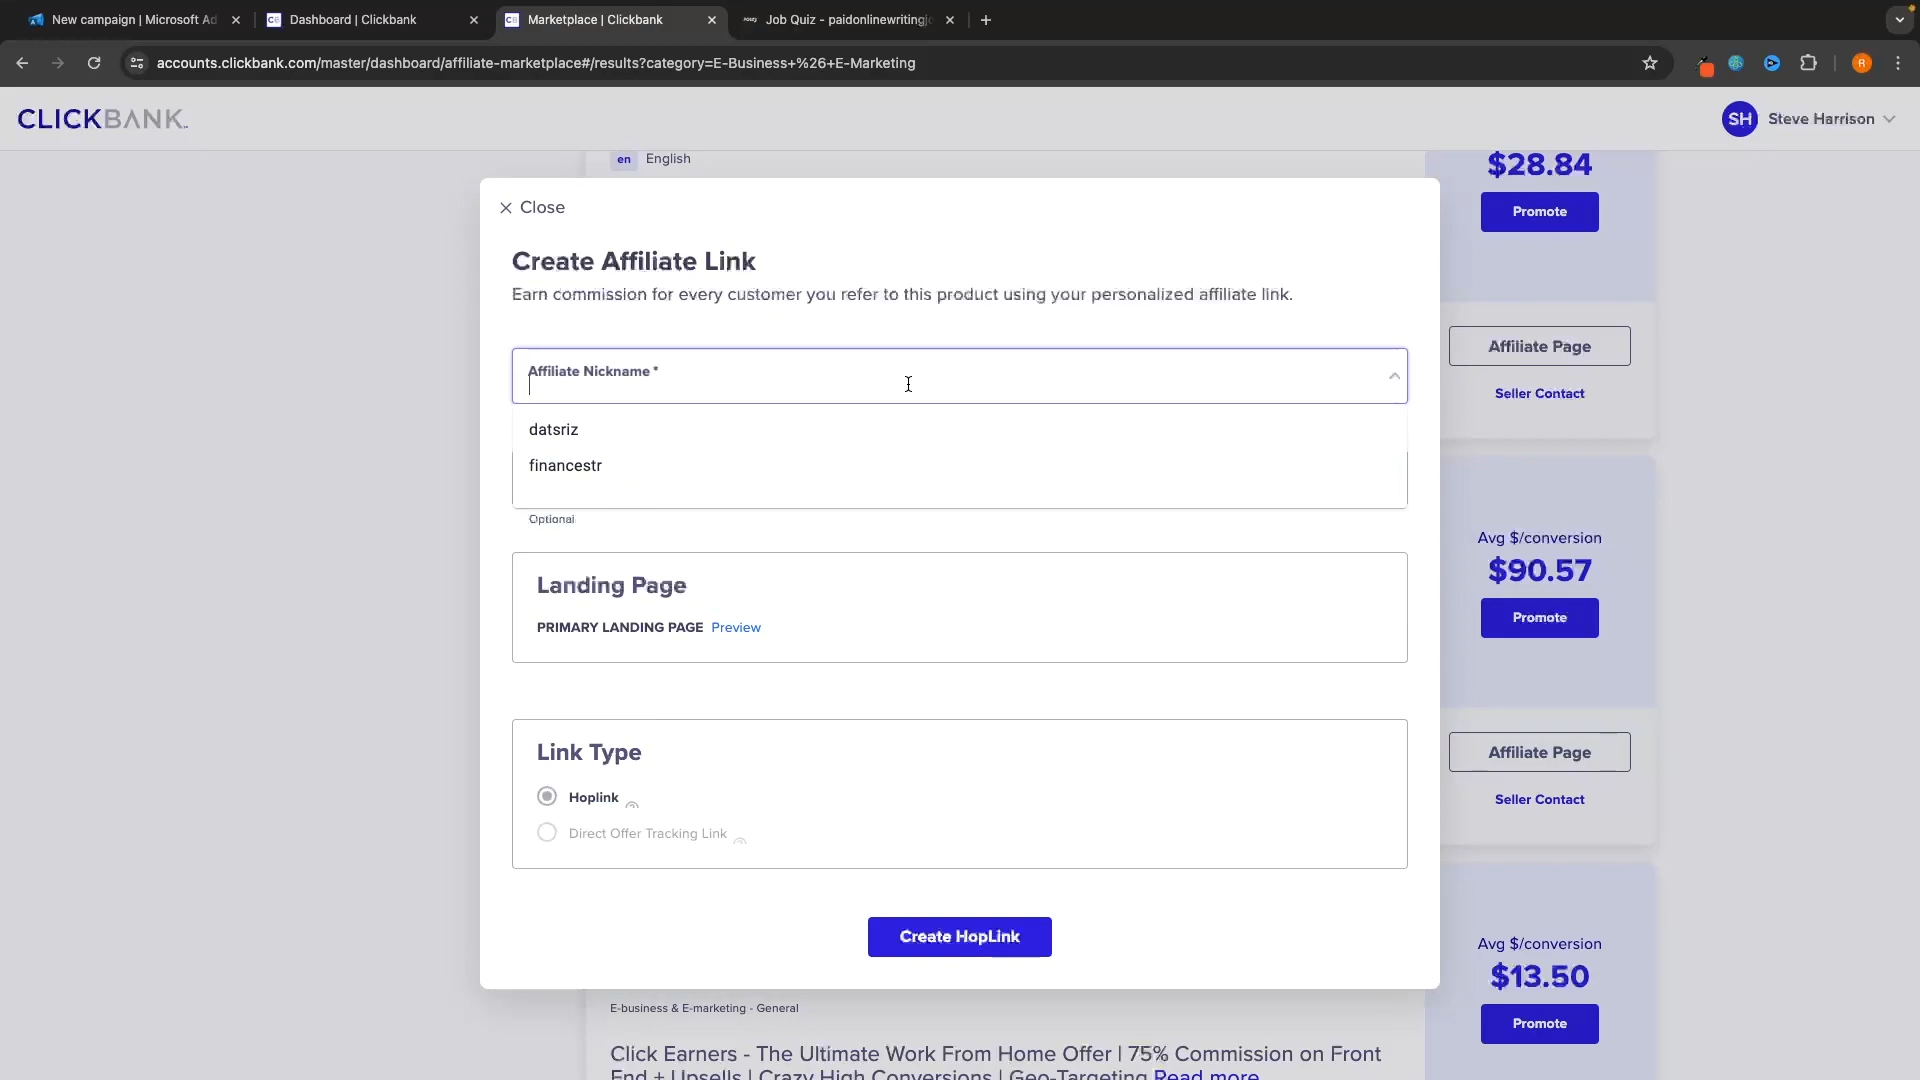 New campaign | Microsoft Ad
Dashboard | Clickbank
Marketplace | Clickbank
Job Quiz - paidonlinewritingjo
accounts.clickbank.com/master/dashboard/affiliate-marketplace#/results?category=E-Business+%26+E-Marketing
R
CLICKBANK
SH Steve Harrison
en English
$28.84
Promote
Close
Create Affiliate Link
Earn commission for every customer you refer to this product using your personalized affiliate link.
Affiliate Nickname *
datsriz
financestr
Optional
Affiliate Page
Seller Contact
Landing Page
PRIMARY LANDING PAGE Preview
Avg $/conversion
$90.57
Promote
Link Type
Hoplink
Direct Offer Tracking Link
Affiliate Page
Seller Contact
Create HopLink
Avg $/conversion
$13.50
Promote
E-business & E-marketing - General
Click Earners - The Ultimate Work From Home Offer | 75% Commission on Front
End + Upsells | Crazy High Conversions | Geo-Targeting Read more